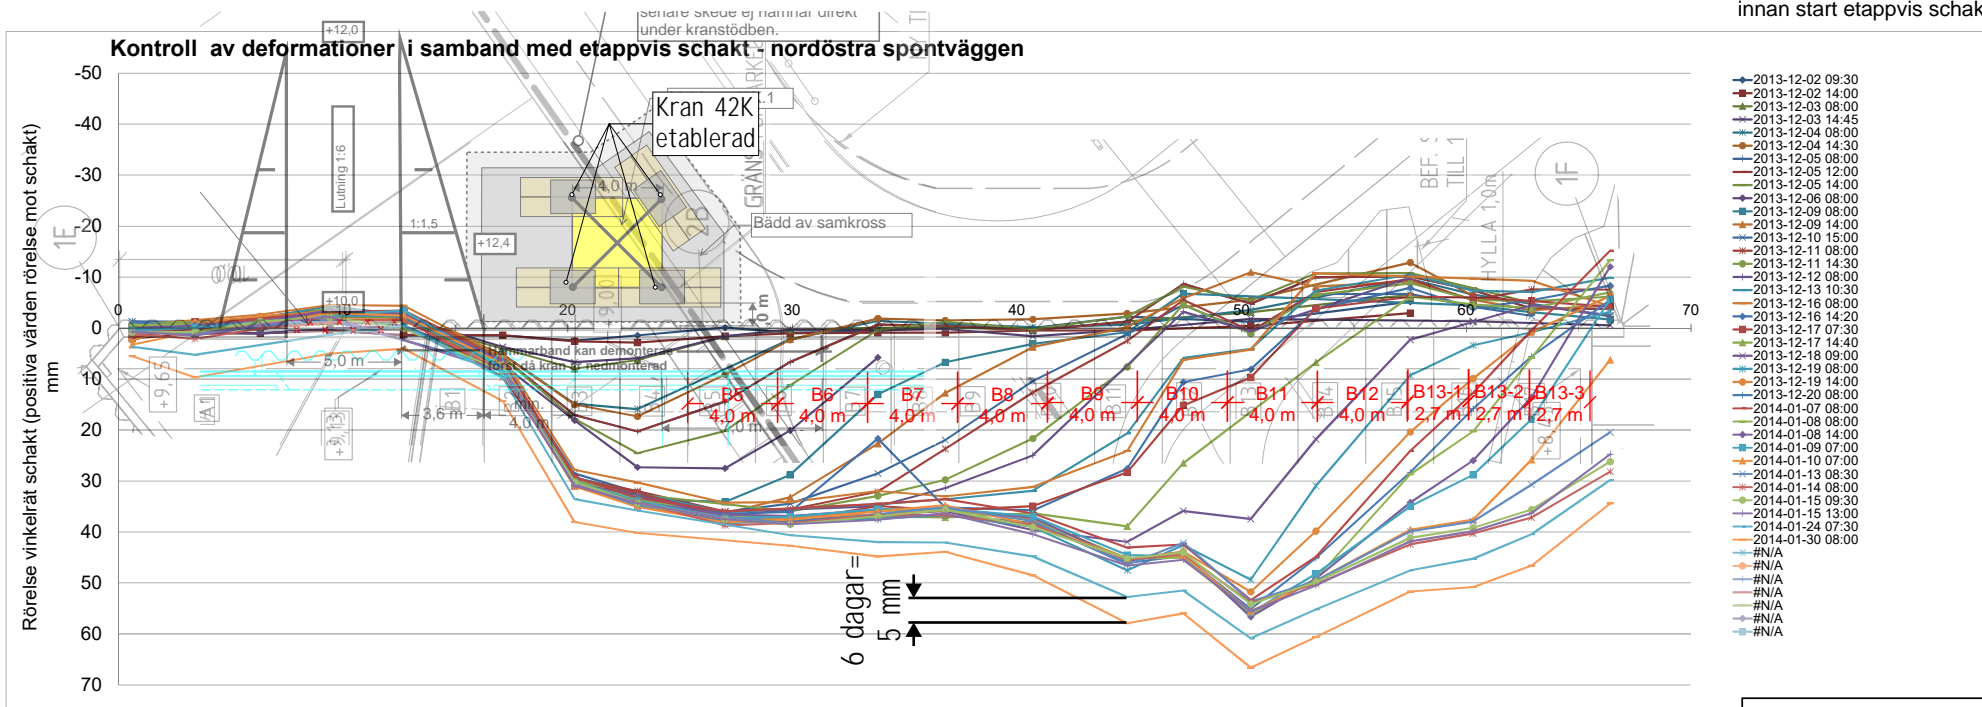 innan start etappvis schak
senare skede ej hamnar direkt
under kranstödben.
+12,0
Kontroll av deformationer i samband med etappvis schakt - nordöstra spontväggen
Rörelse vinkelrät schakt (positiva värden rörelse mot schakt)
mm
-50
-40
-30
-20
-10
0
10
20
30
40
50
60
70
0
10
20
30
40
50
60
70
Kran 42K
etablerad
Lutning 1:6
1:1,5
+12,4
+10,0
4,0 m
2B
1E
1F
Bädd av samkross
HYLLA 1,0m
BEF.
TILL
+9,00
+9,65
+9,13
5,0 m
3,6 m
min.
4,0 m
Hammarband kan demonteras
först då kran är nedmonterad
B1
B9
B11
B5
4,0 m
B6
4,0 m
B7
4,0 m
B8
4,0 m
B9
4,0 m
B10
4,0 m
B11
4,0 m
B12
4,0 m
B13-1
2,7 m
B13-2
2,7 m
B13-3
2,7 m
6 dagar=
5 mm
2013-12-02 09:30
2013-12-02 14:00
2013-12-03 08:00
2013-12-03 14:45
2013-12-04 08:00
2013-12-04 14:30
2013-12-05 08:00
2013-12-05 12:00
2013-12-05 14:00
2013-12-06 08:00
2013-12-09 08:00
2013-12-09 14:00
2013-12-10 15:00
2013-12-11 08:00
2013-12-11 14:30
2013-12-12 08:00
2013-12-13 10:30
2013-12-16 08:00
2013-12-16 14:20
2013-12-17 07:30
2013-12-17 14:40
2013-12-18 09:00
2013-12-19 08:00
2013-12-19 14:00
2013-12-20 08:00
2014-01-07 08:00
2014-01-08 08:00
2014-01-08 14:00
2014-01-09 07:00
2014-01-10 07:00
2014-01-13 08:30
2014-01-14 08:00
2014-01-15 09:30
2014-01-15 13:00
2014-01-24 07:30
2014-01-30 08:00
#N/A
#N/A
#N/A
#N/A
#N/A
#N/A
#N/A